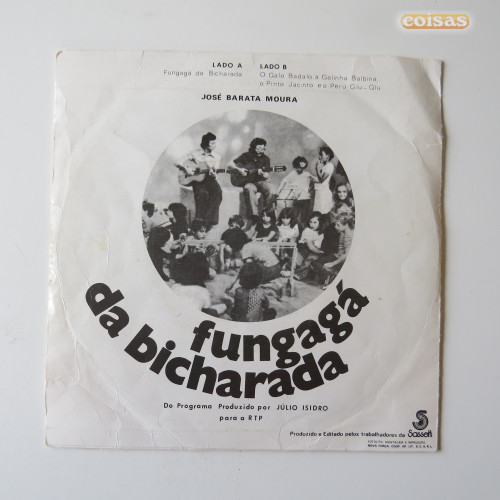 coisas
LADO A
Fungaga da Bicharada
LADO B
O Galo Badalo, a Galinha Balbina,
o Pinto Jacinto e o Peru Glu-Glu
JOSÉ BARATA MOURA
fungagá
da bicharada
Do Programa Produzido por JÚLIO ISIDRO
para a RTP
Produzido e Editado pelos trabalhadores da Sassetti